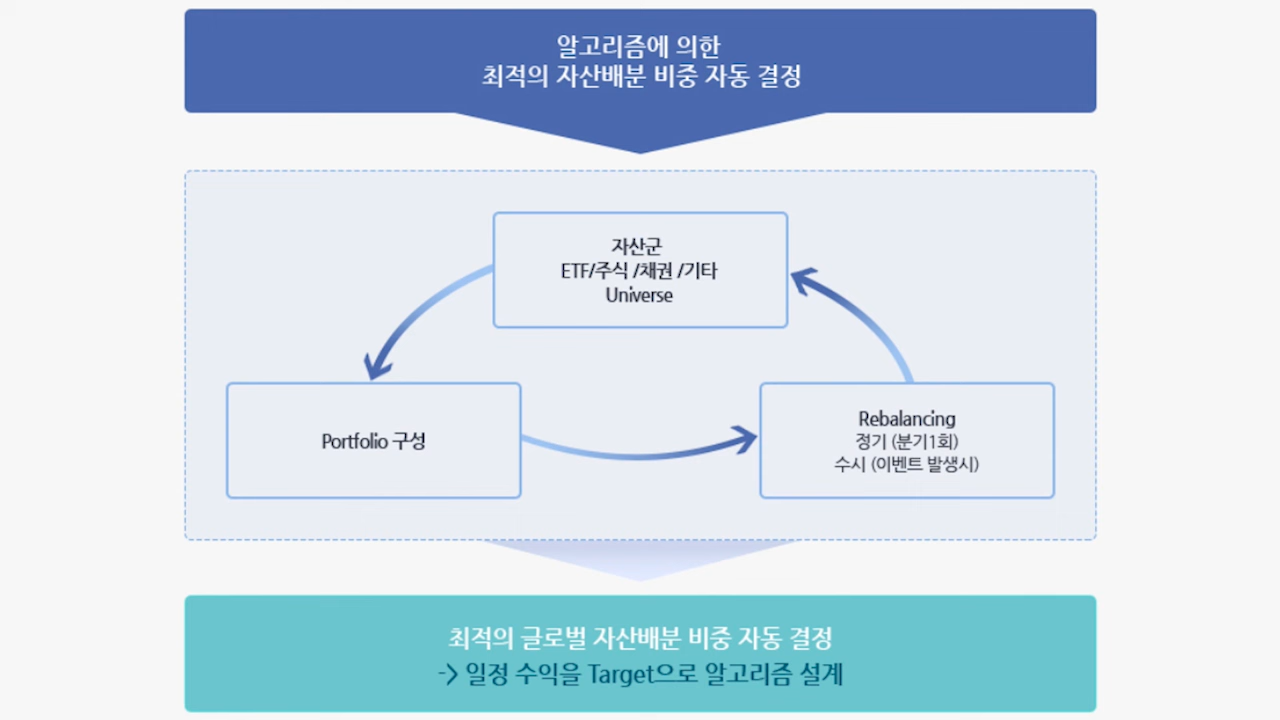 알고리즘에 의한
최적의 자산배분 비중 자동 결정
자산군
ETF/주식 /채권 /기타
Universe
Portfolio 구성
Rebalancing
정기 (분기1회)
수시 (이벤트 발생시)
최적의 글로벌 자산배분 비중 자동 결정
-> 일정 수익을 Target으로 알고리즘 설계